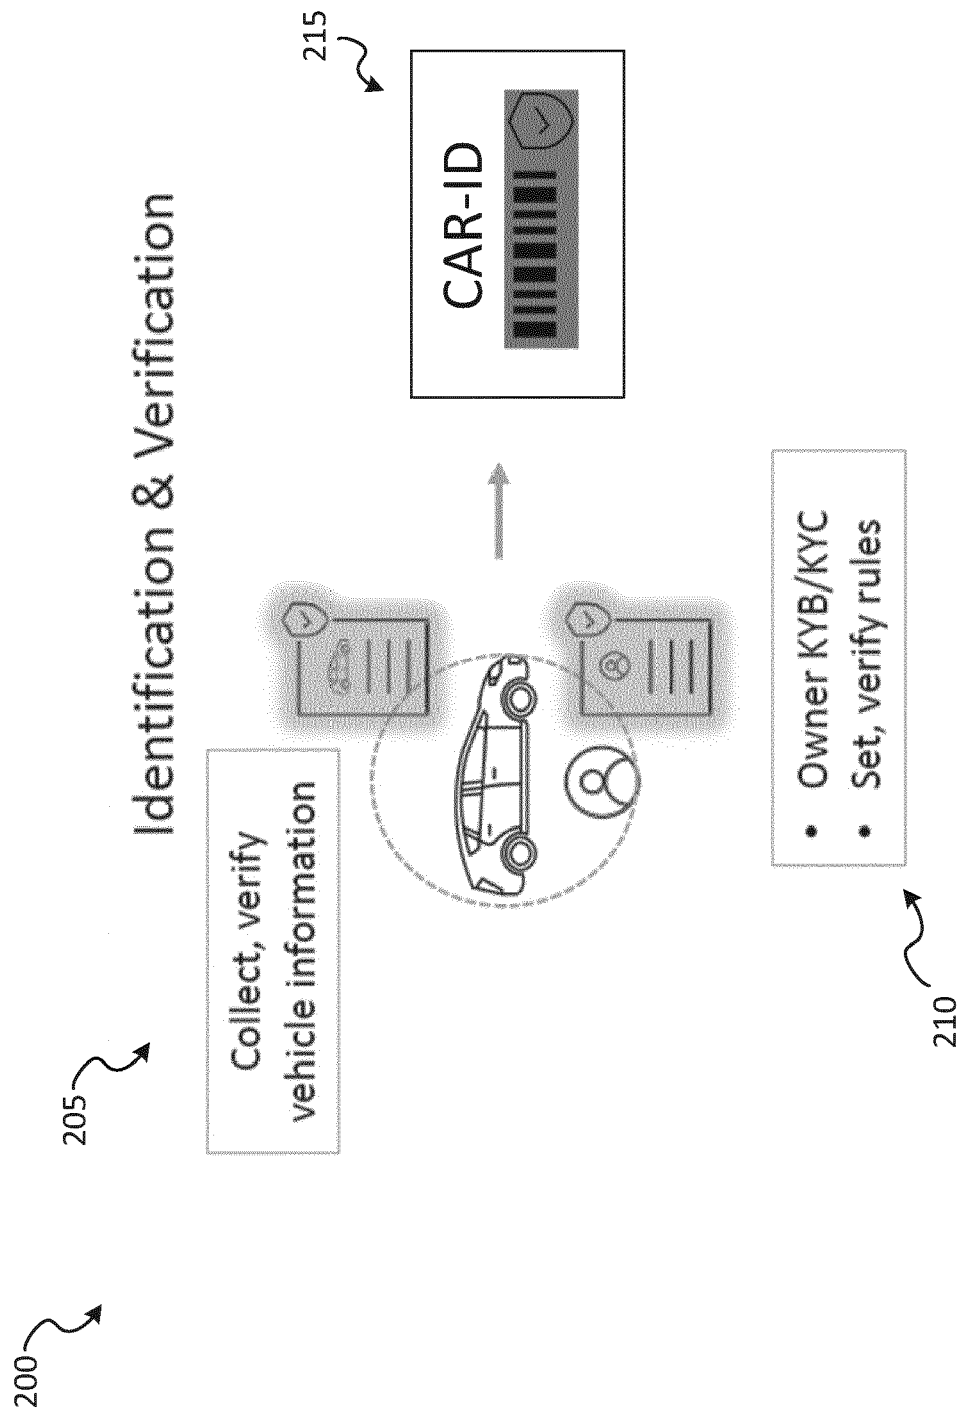 200
205
Identification & Verification
215
Collect, verify
vehicle information
CAR-ID
• Owner KYB/KYC
• Set, verify rules
210